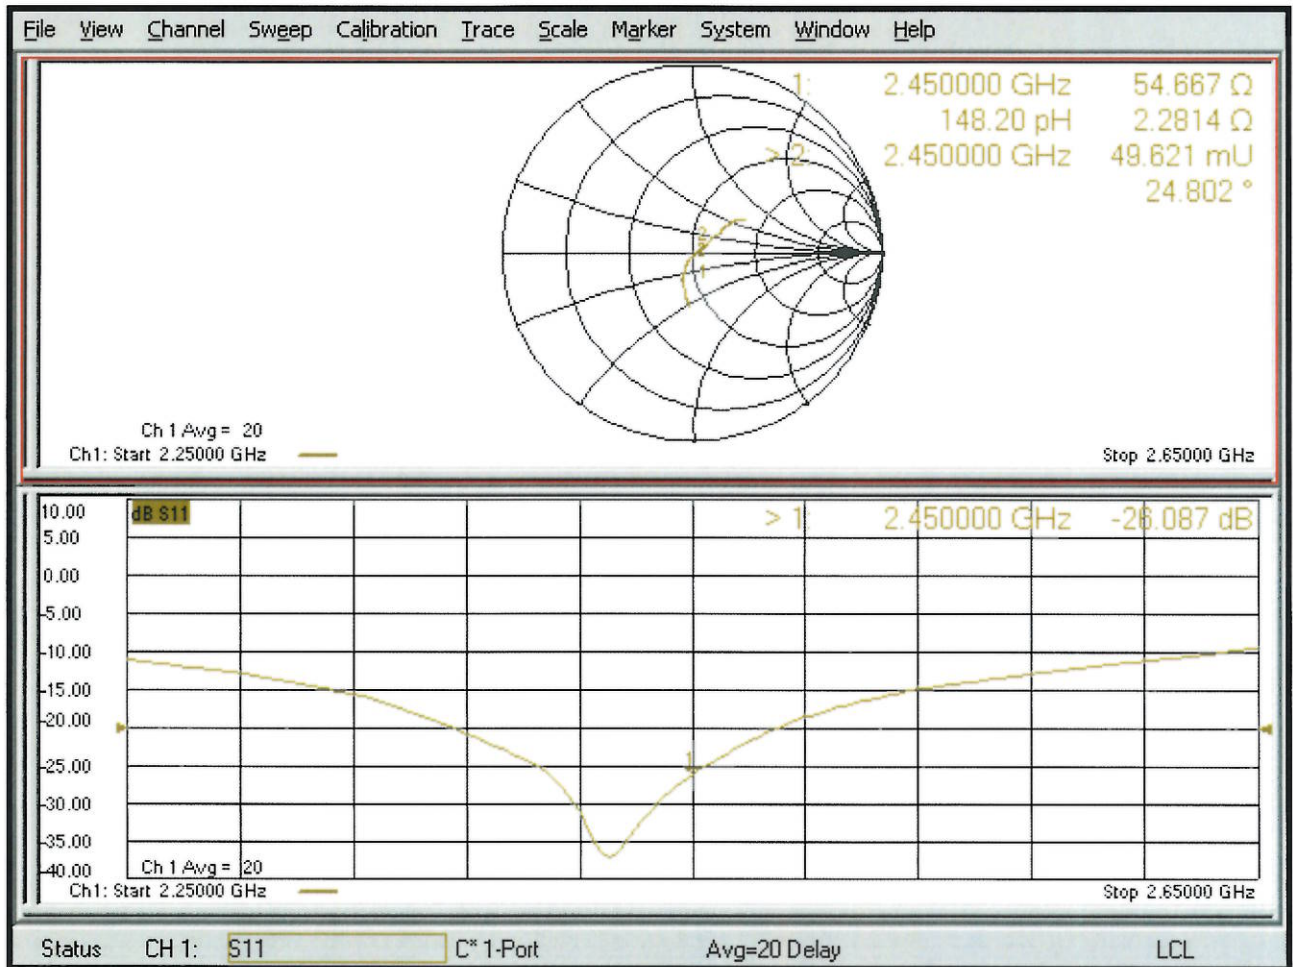 File View Channel Sweep Calibration Trace Scale Marker System Window Help
1: 2.450000 GHz 54.667 Ω
148.20 pH 2.2814 Ω
> 2: 2.450000 GHz 49.621 mU
24.802 °
2
1
Ch 1 Avg = 20
Ch1: Start 2.25000 GHz
Stop 2.65000 GHz
10.00
dB S11
> 1: 2.450000 GHz -26.087 dB
5.00
0.00
-5.00
-10.00
-15.00
-20.00
-25.00
1
-30.00
-35.00
-40.00
Ch 1 Avg = 20
Ch1: Start 2.25000 GHz
Stop 2.65000 GHz
Status CH 1: S11 C* 1-Port Avg=20 Delay LCL